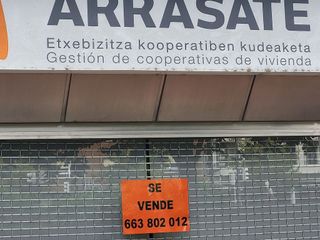 ARRASATE
Etxebizitza kooperatiben kudeaketa
Gestión de cooperativas de vivienda
SE
VENDE
663 802 012